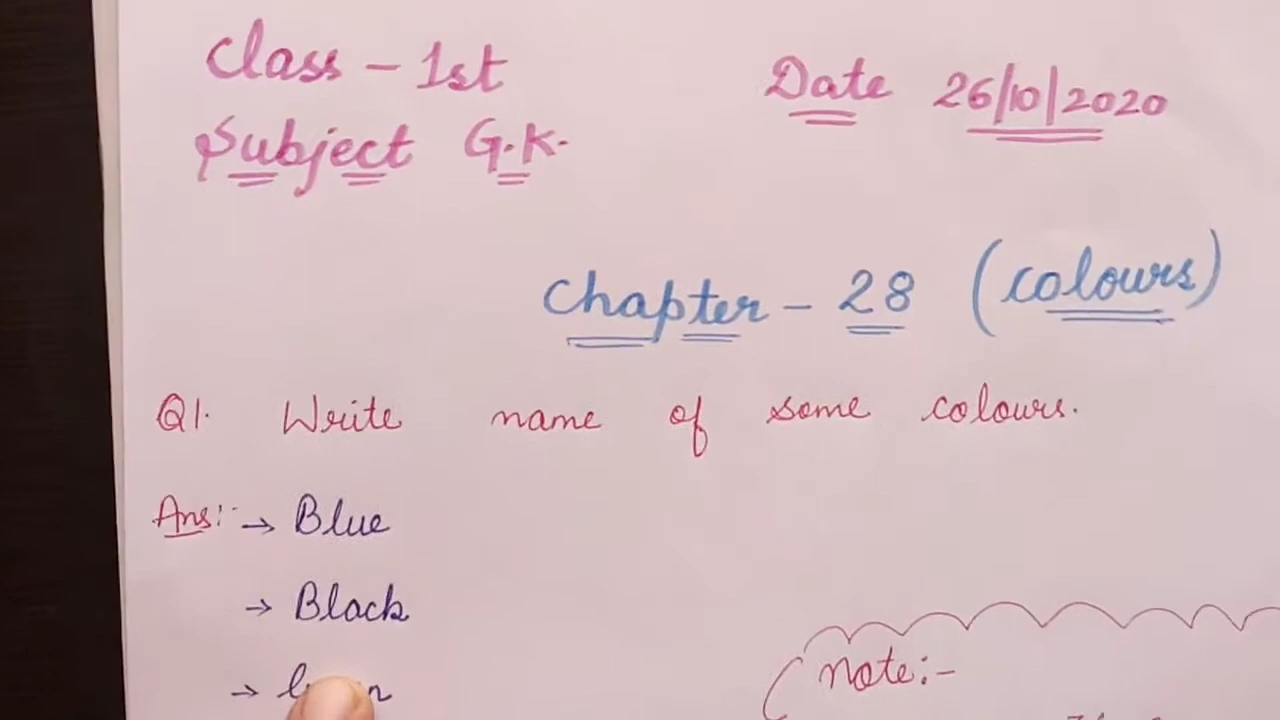 Class - 1st
Date 26/10/2020
Subject G.K.
Chapter - 28 (colours)
Q1. Write name of some colours.
Ans:- → Blue
→ Black
→
note:-